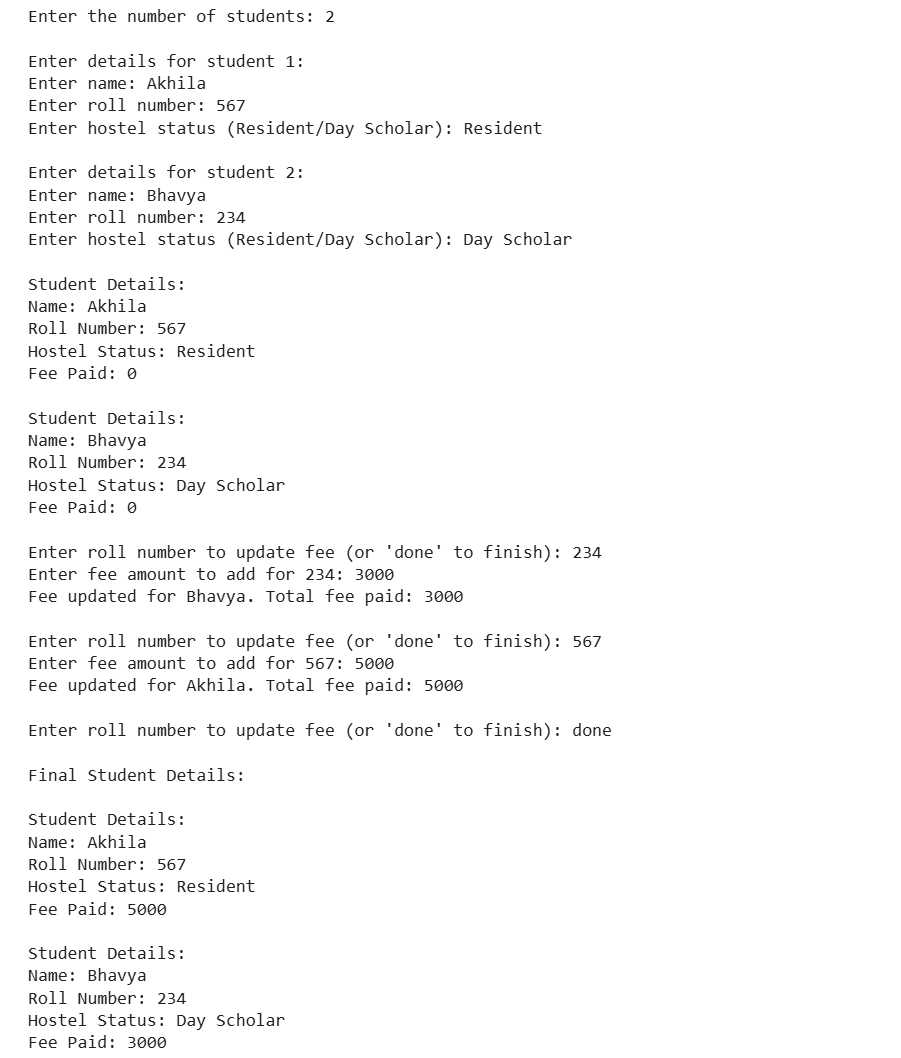 Enter the number of students: 2
Enter details for student 1:
Enter name: Akhila
Enter roll number: 567
Enter hostel status (Resident/Day Scholar): Resident
Enter details for student 2:
Enter name: Bhavya
Enter roll number: 234
Enter hostel status (Resident/Day Scholar): Day Scholar
Student Details:
Name: Akhila
Roll Number: 567
Hostel Status: Resident
Fee Paid: 0
Student Details:
Name: Bhavya
Roll Number: 234
Hostel Status: Day Scholar
Fee Paid: 0
Enter roll number to update fee (or 'done' to finish): 234
Enter fee amount to add for 234: 3000
Fee updated for Bhavya. Total fee paid: 3000
Enter roll number to update fee (or 'done' to finish): 567
Enter fee amount to add for 567: 5000
Fee updated for Akhila. Total fee paid: 5000
Enter roll number to update fee (or 'done' to finish): done
Final Student Details:
Student Details:
Name: Akhila
Roll Number: 567
Hostel Status: Resident
Fee Paid: 5000
Student Details:
Name: Bhavya
Roll Number: 234
Hostel Status: Day Scholar
Fee Paid: 3000